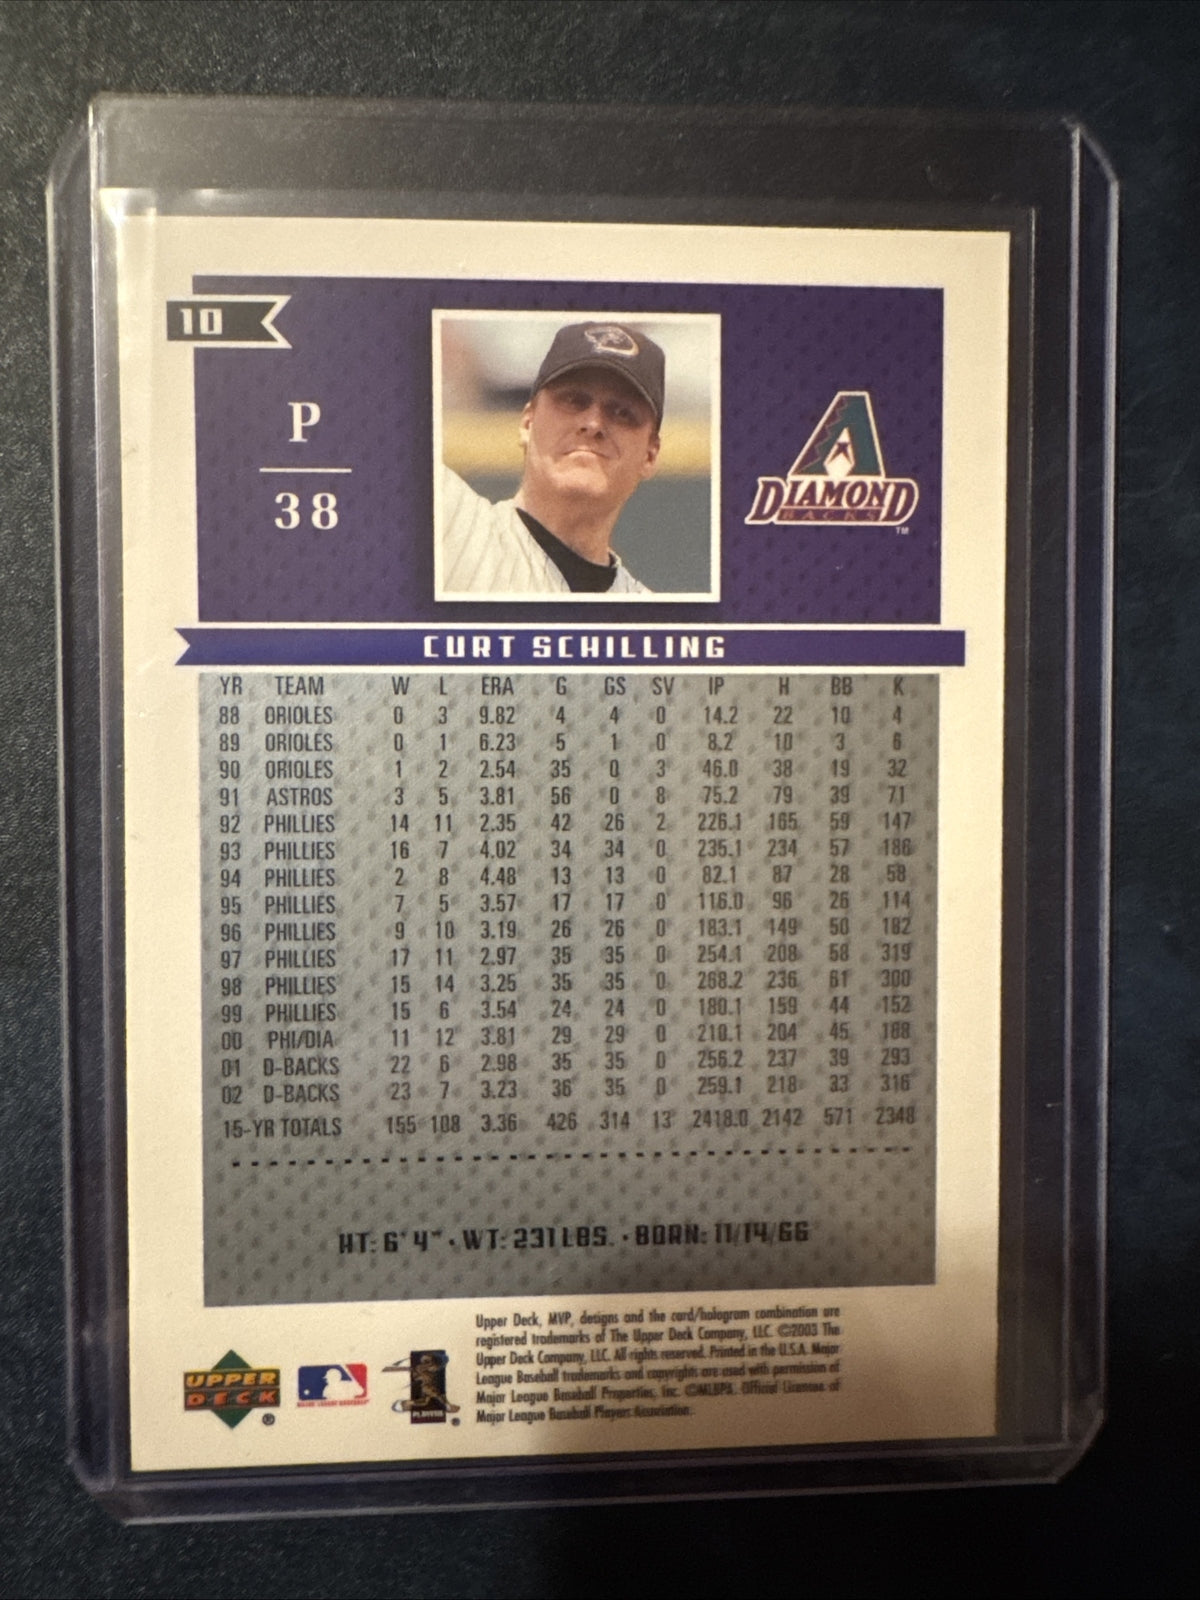 10
P
38
DIAMOND
BACKS
TM
CURT SCHILLING
YR TEAM W L ERA G GS SV IP H BB K
88 ORIOLES 0 3 9.82 4 4 0 14.2 22 10 4
89 ORIOLES 0 1 6.23 5 1 0 8.2 10 3 6
90 ORIOLES 1 2 2.54 35 0 3 46.0 38 19 32
91 ASTROS 3 5 3.81 56 0 8 75.2 79 39 71
92 PHILLIES 14 11 2.35 42 26 2 226.1 165 59 147
93 PHILLIES 16 7 4.02 34 34 0 235.1 234 57 186
94 PHILLIES 2 8 4.48 13 13 0 82.1 87 28 58
95 PHILLIES 7 5 3.57 17 17 0 116.0 96 26 114
96 PHILLIES 9 10 3.19 26 26 0 183.1 149 50 182
97 PHILLIES 17 11 2.97 35 35 0 254.1 208 58 319
98 PHILLIES 15 14 3.25 35 35 0 268.2 236 61 300
99 PHILLIES 15 6 3.54 24 24 0 180.1 159 44 152
00 PHI/DIA 11 12 3.81 29 29 0 210.1 204 45 168
01 D-BACKS 22 6 2.98 35 35 0 256.2 237 39 293
02 D-BACKS 23 7 3.23 36 35 0 259.1 218 33 316
15-YR TOTALS 155 108 3.36 426 314 13 2418.0 2142 571 2348
HT: 6'4" • WT: 231 LBS. • BORN: 11/14/66
Upper Deck, MVP, designs and the card/hologram combination are
registered trademarks of The Upper Deck Company, LLC. ©2003 The
Upper Deck Company, LLC. All rights reserved. Printed in the U.S.A. Major
League Baseball trademarks and copyrights are used with permission of
Major League Baseball Properties, Inc. ©MLBPA. Official Licensee of
Major League Baseball Players Association.
UPPER
DECK
®
MAJOR LEAGUE BASEBALL
PLAYERS
®